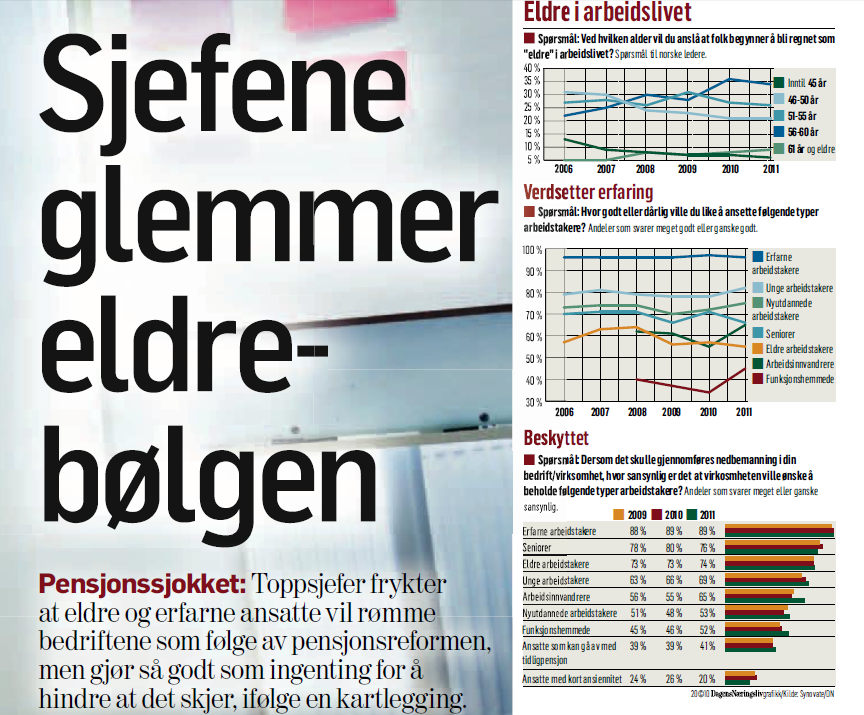 Sjefene
glemmer
eldre-
bølgen
Pensjonssjokket: Toppsjefer frykter
at eldre og erfarne ansatte vil rømme
bedriftene som følge av pensjonsreformen,
men gjør så godt som ingenting for å
hindre at det skjer, ifølge en kartlegging.
Eldre i arbeidslivet
Spørsmål: Ved hvilken alder vil du anslå at folk begynner å bli regnet som
"eldre" i arbeidslivet? Spørsmål til norske ledere.
40 %
35 %
30 %
25 %
20 %
15 %
10 %
5 %
2006 2007 2008 2009 2010 2011
Inntil 45 år
46-50 år
51-55 år
56-60 år
61 år og eldre
Verdsetter erfaring
Spørsmål: Hvor godt eller dårlig ville du like å ansette følgende typer
arbeidstakere? Andeler som svarer meget godt eller ganske godt.
100 %
90 %
80 %
70 %
60 %
50 %
40 %
30 %
2006 2007 2008 2009 2010 2011
Erfarne
arbeidstakere
Unge arbeidstakere
Nyutdannede
arbeidstakere
Seniorer
Eldre arbeidstakere
Arbeidsinnvandrere
Funksjonshemmede
Beskyttet
Spørsmål: Dersom det skulle gjennomføres nedbemanning i din
bedrift/virksomhet, hvor sansynlig er det at virkosmheten ville ønske å
beholde følgende typer arbeidstakere? Andeler som svarer meget eller ganske
sansynlig.
2009 2010 2011
Erfarne arbeidstakere 88 % 89 % 89 %
Seniorer 78 % 80 % 76 %
Eldre arbeidstakere 73 % 73 % 74 %
Unge arbeidstakere 63 % 66 % 69 %
Arbeidsinnvandrere 56 % 55 % 65 %
Nyutdannede arbeidstakere 51 % 48 % 53 %
Funksjonshemmede 45 % 46 % 52 %
Ansatte som kan gå av med 39 % 39 % 41 %
tidligpensjon
Ansatte med kort ansiennitet 24 % 26 % 20 %
20©10 Dagens Næringsliv grafikk/Kilde: Synovate/DN